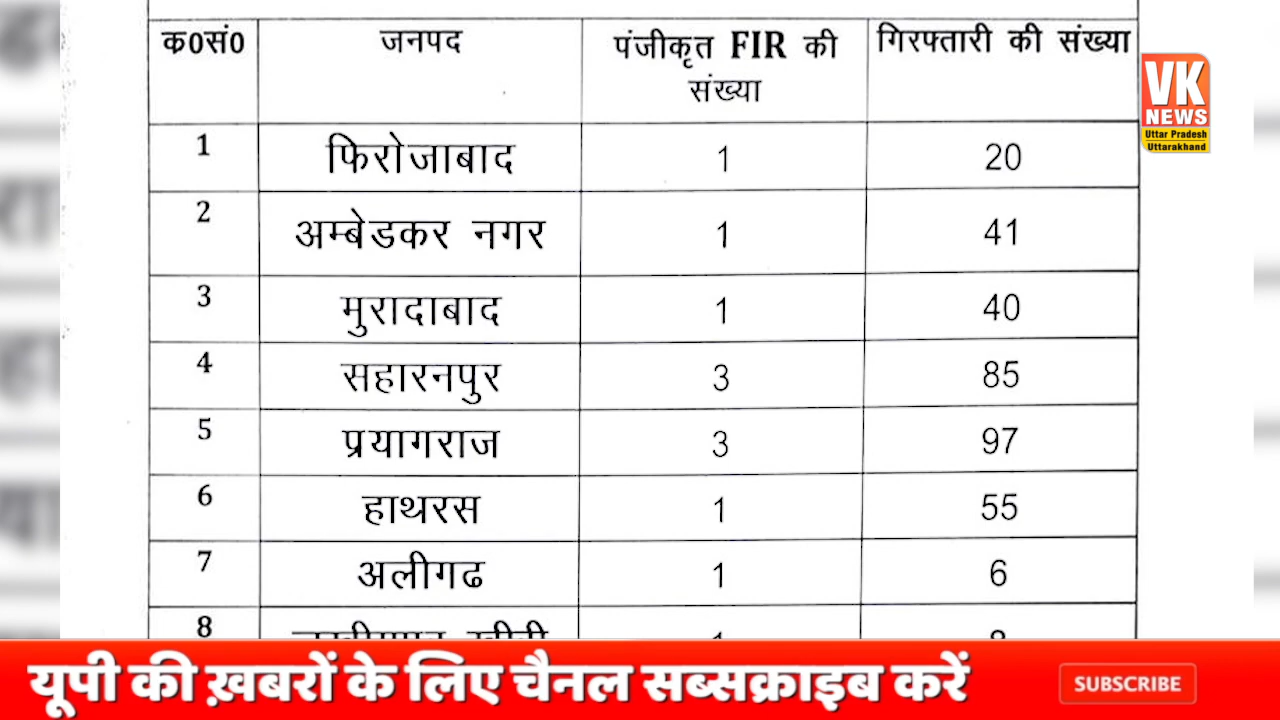 क0सं0 जनपद पंजीकृत FIR की संख्या गिरफ्तारी की संख्या
1 फिरोजाबाद 1 20
2 अम्बेडकर नगर 1 41
3 मुरादाबाद 1 40
4 सहारनपुर 3 85
5 प्रयागराज 3 97
6 हाथरस 1 55
7 अलीगढ 1 6
8
VK
NEWS
Uttar Pradesh
Uttarakhand
यूपी की ख़बरों के लिए चैनल सब्सक्राइब करें
SUBSCRIBE